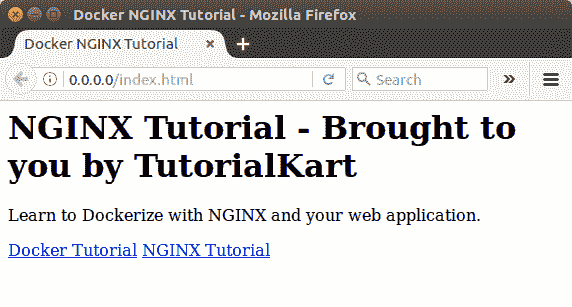 Docker NGINX Tutorial - Mozilla Firefox
Docker NGINX Tutorial
0.0.0.0/index.html
Search
NGINX Tutorial - Brought to
you by TutorialKart
Learn to Dockerize with NGINX and your web application.
Docker Tutorial NGINX Tutorial